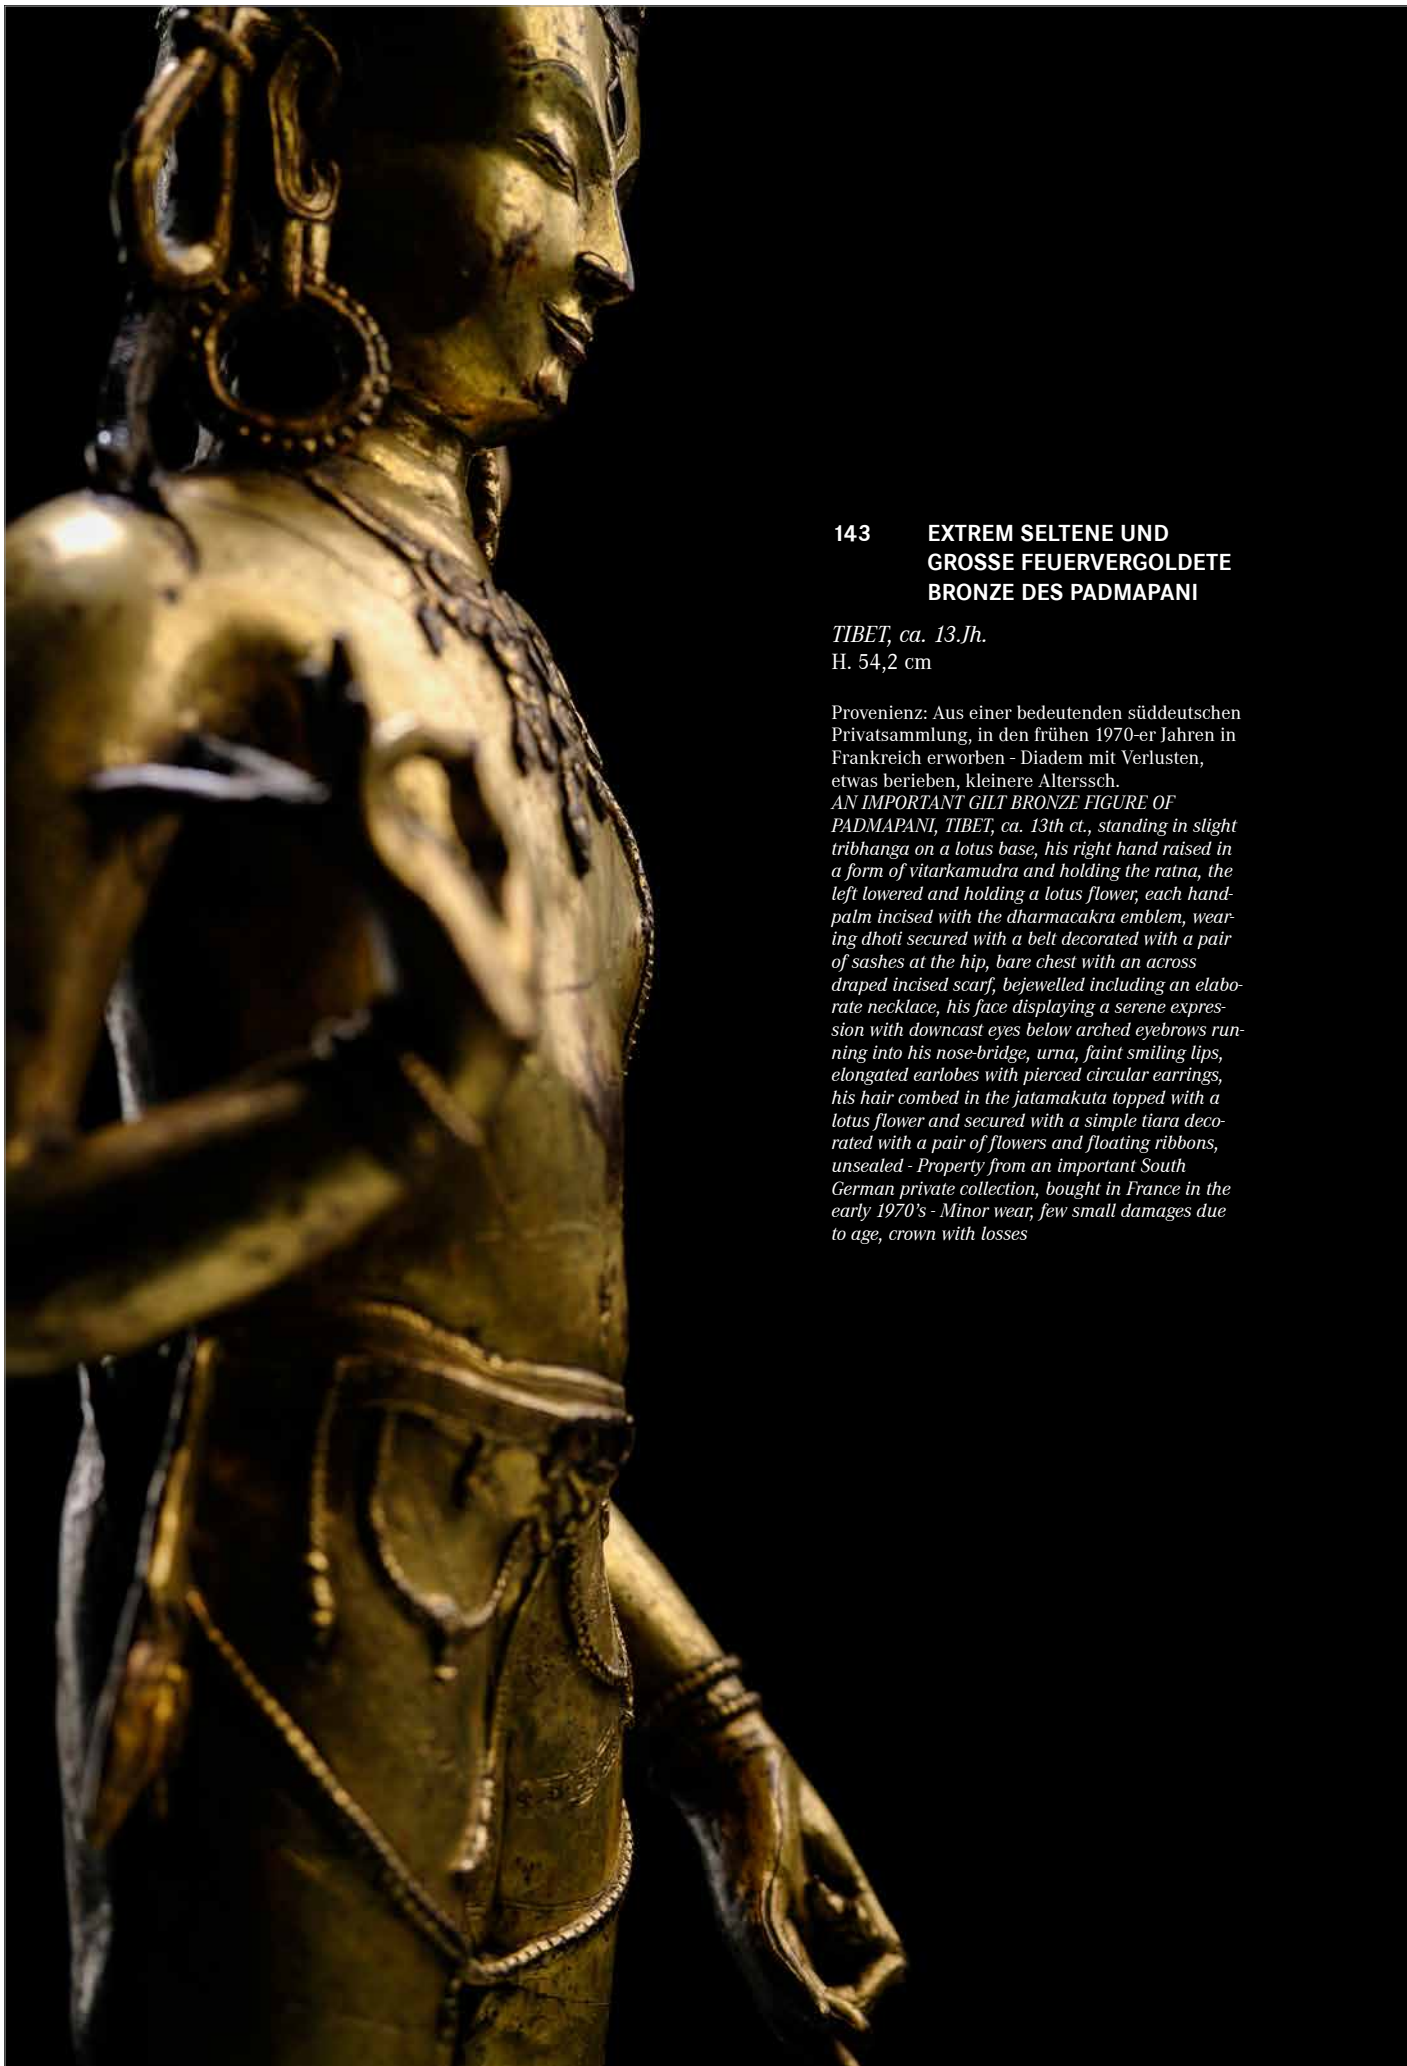 143 EXTREM SELTENE UND
GROSSE FEUERVERGOLDETE
BRONZE DES PADMAPANI
TIBET, ca. 13.Jh.
H. 54,2 cm
Provenienz: Aus einer bedeutenden süddeutschen
Privatsammlung, in den frühen 1970-er Jahren in
Frankreich erworben - Diadem mit Verlusten,
etwas berieben, kleinere Alterssch.
AN IMPORTANT GILT BRONZE FIGURE OF
PADMAPANI, TIBET, ca. 13th ct., standing in slight
tribhanga on a lotus base, his right hand raised in
a form of vitarkamudra and holding the ratna, the
left lowered and holding a lotus flower, each hand-
palm incised with the dharmacakra emblem, wear-
ing dhoti secured with a belt decorated with a pair
of sashes at the hip, bare chest with an across
draped incised scarf, bejewelled including an elabo-
rate necklace, his face displaying a serene expres-
sion with downcast eyes below arched eyebrows run-
ning into his nose-bridge, urna, faint smiling lips,
elongated earlobes with pierced circular earrings,
his hair combed in the jatamakuta topped with a
lotus flower and secured with a simple tiara deco-
rated with a pair of flowers and floating ribbons,
unsealed - Property from an important South
German private collection, bought in France in the
early 1970’s - Minor wear, few small damages due
to age, crown with losses